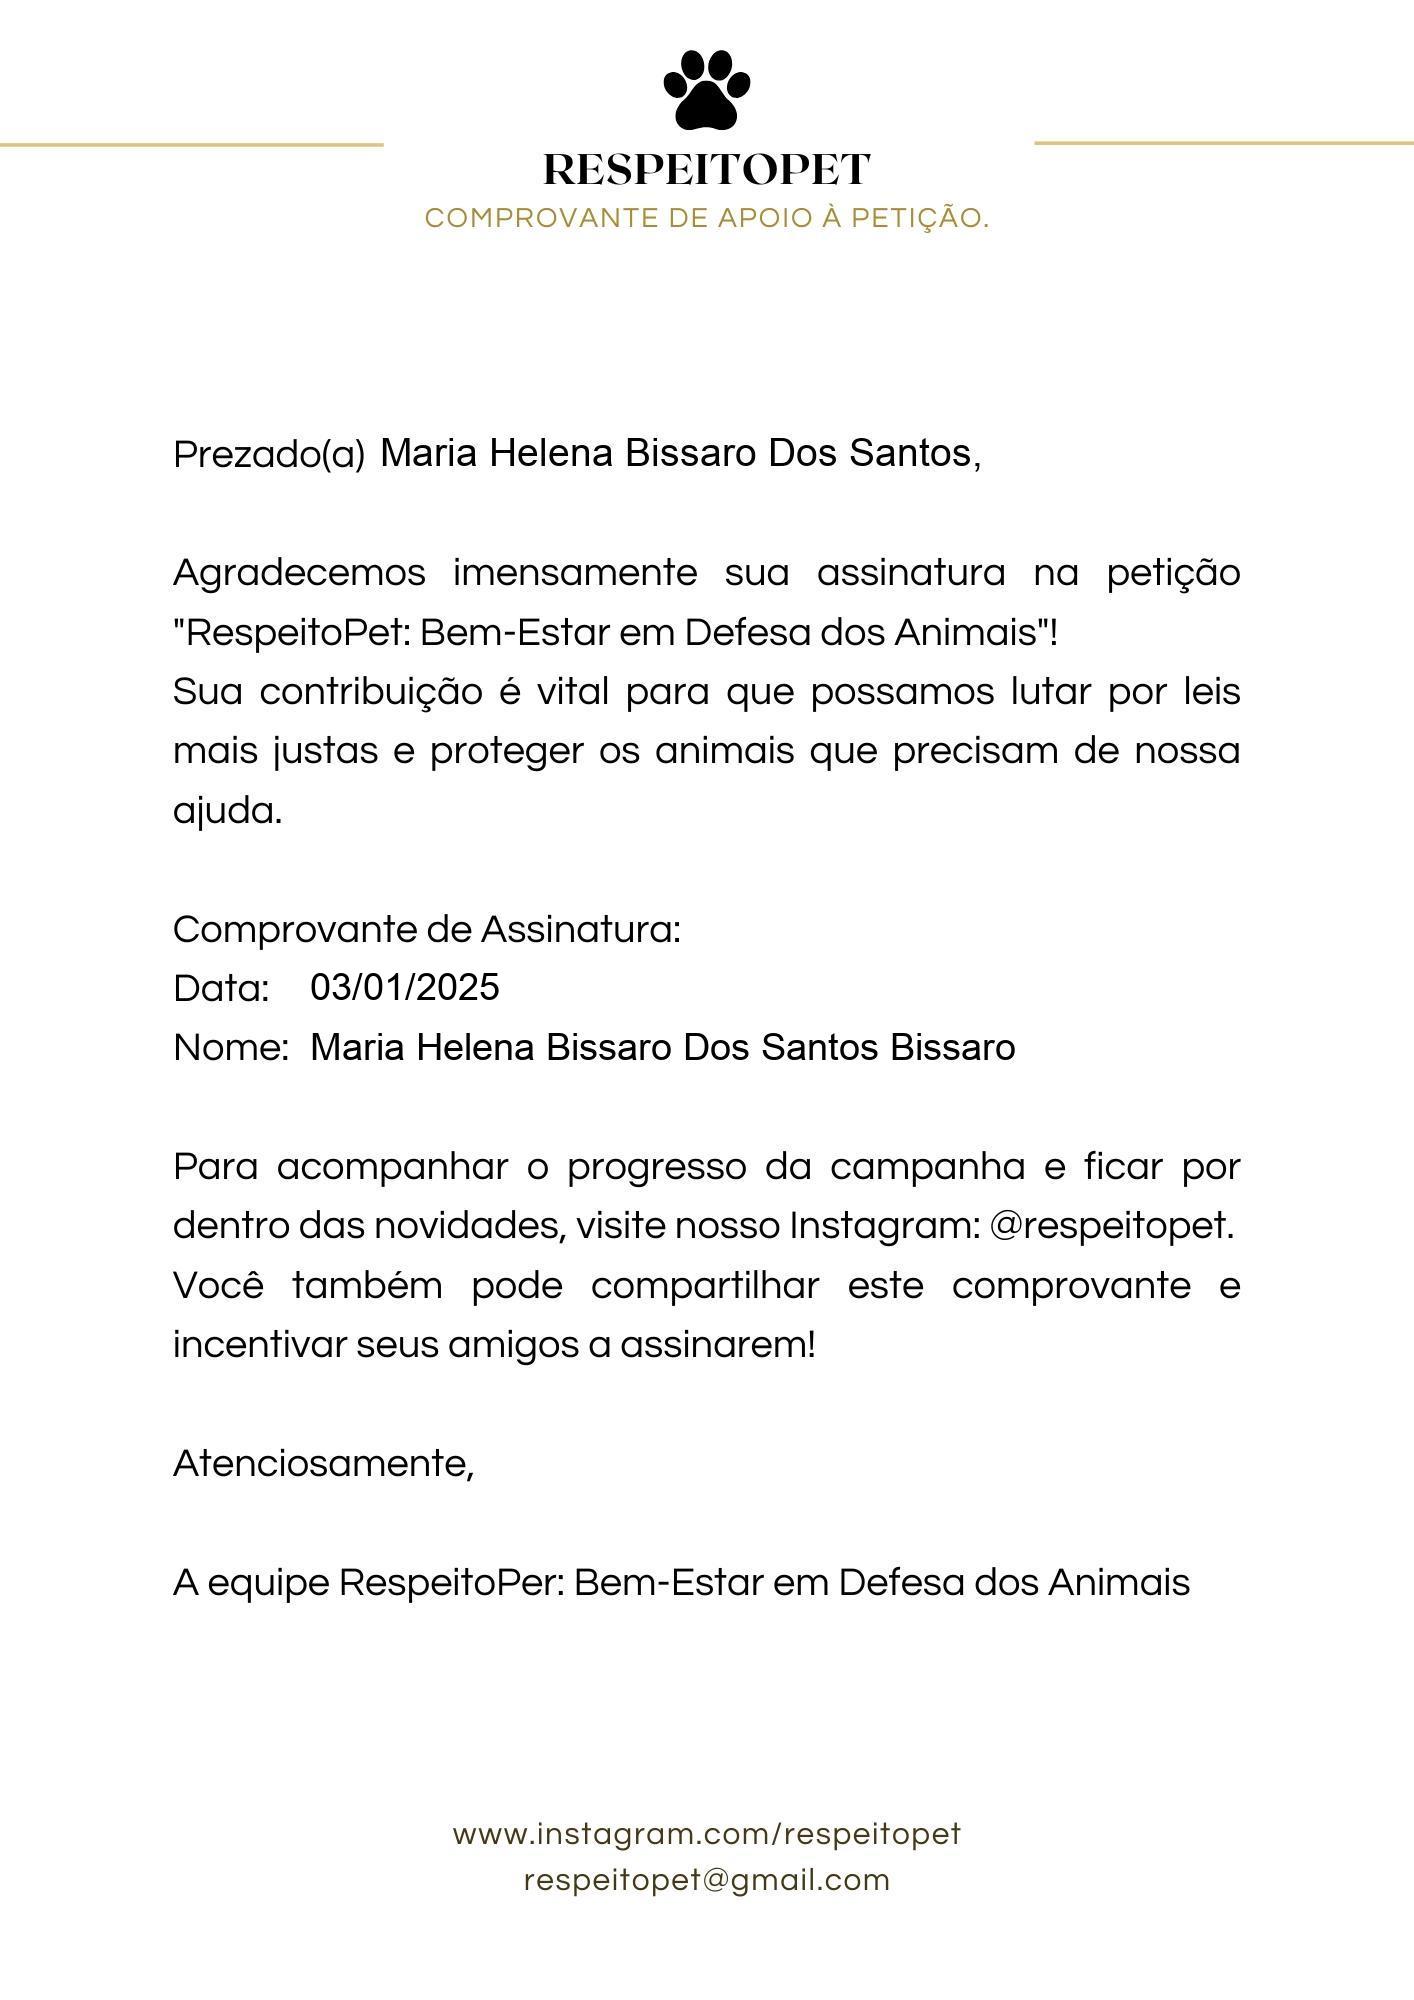 RESPEITOPET
COMPROVANTE DE APOIO À PETIÇÃO.
Prezado(a) Maria Helena Bissaro Dos Santos,
Agradecemos imensamente sua assinatura na petição
"RespeitoPet: Bem-Estar em Defesa dos Animais"!
Sua contribuição é vital para que possamos lutar por leis
mais justas e proteger os animais que precisam de nossa
ajuda.
Comprovante de Assinatura:
Data: 03/01/2025
Nome: Maria Helena Bissaro Dos Santos Bissaro
Para acompanhar o progresso da campanha e ficar por
dentro das novidades, visite nosso Instagram: @respeitopet.
Você também pode compartilhar este comprovante e
incentivar seus amigos a assinarem!
Atenciosamente,
A equipe RespeitoPer: Bem-Estar em Defesa dos Animais
www.instagram.com/respeitopet
respeitopet@gmail.com